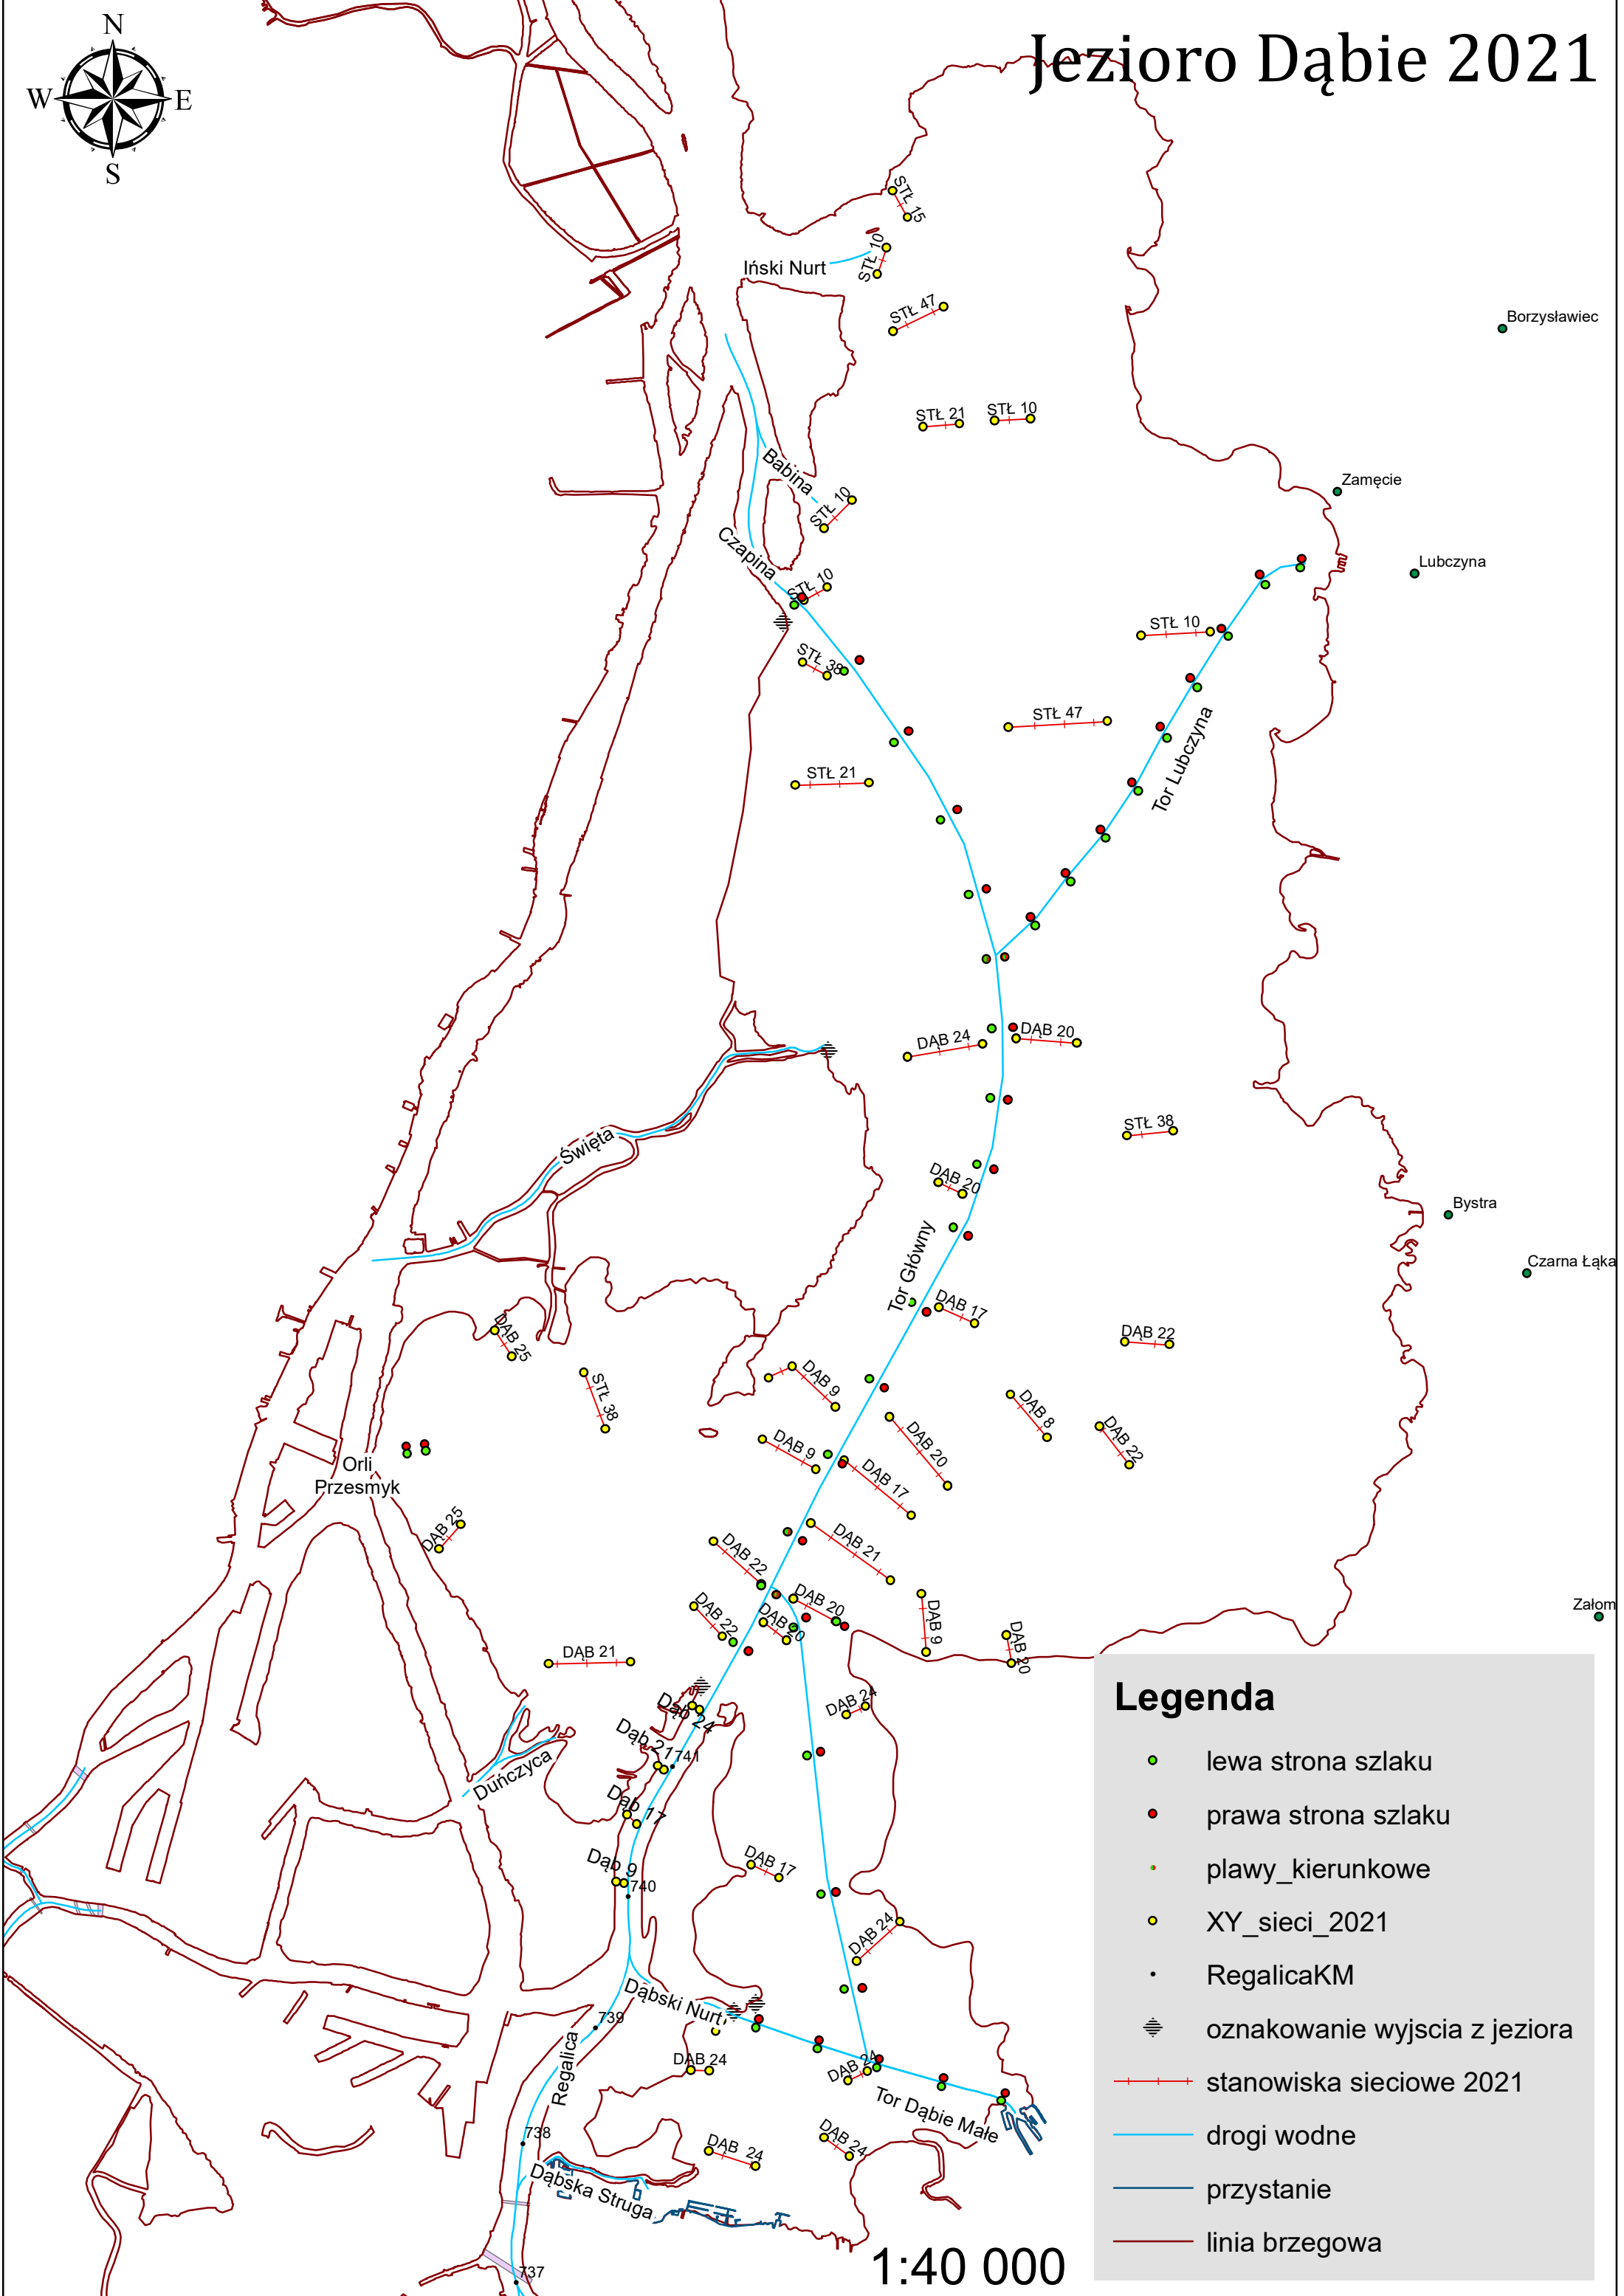 Jezioro Dąbie 2021
N
W
E
S
STŁ 15
STŁ 10
Iński Nurt
STŁ 47
Borzysławiec
STŁ 21
STŁ 10
Babina
Zamęcie
STŁ 10
Czapina
Lubczyna
STŁ 10
STŁ 10
STŁ 38
STŁ 47
Tor Lubczyna
STŁ 21
DĄB 24
DĄB 20
STŁ 38
Święta
DĄB 20
Bystra
Tor Główny
Czarna Łąka
DĄB 17
DĄB 25
DĄB 22
STŁ 38
DĄB 9
DĄB 8
DĄB 20
DĄB 22
DĄB 9
Orli
Przesmyk
DĄB 17
DĄB 25
DĄB 21
DĄB 22
DĄB 20
Załom
DĄB 22
DĄB 20
DĄB 9
DĄB 20
DĄB 21
Dąb 24
DĄB 24
Dąb 21
741
Duńczyca
Dąb 17
Dąb 9
740
DĄB 17
DĄB 24
Dąbski Nurt
739
Regalica
DĄB 24
DĄB 24
Tor Dąbie Małe
738
DĄB 24
DĄB 24
Dąbska Struga
737
1:40 000
Legenda
lewa strona szlaku
prawa strona szlaku
plawy_kierunkowe
XY_sieci_2021
RegalicaKM
oznakowanie wyjscia z jeziora
stanowiska sieciowe 2021
drogi wodne
przystanie
linia brzegowa